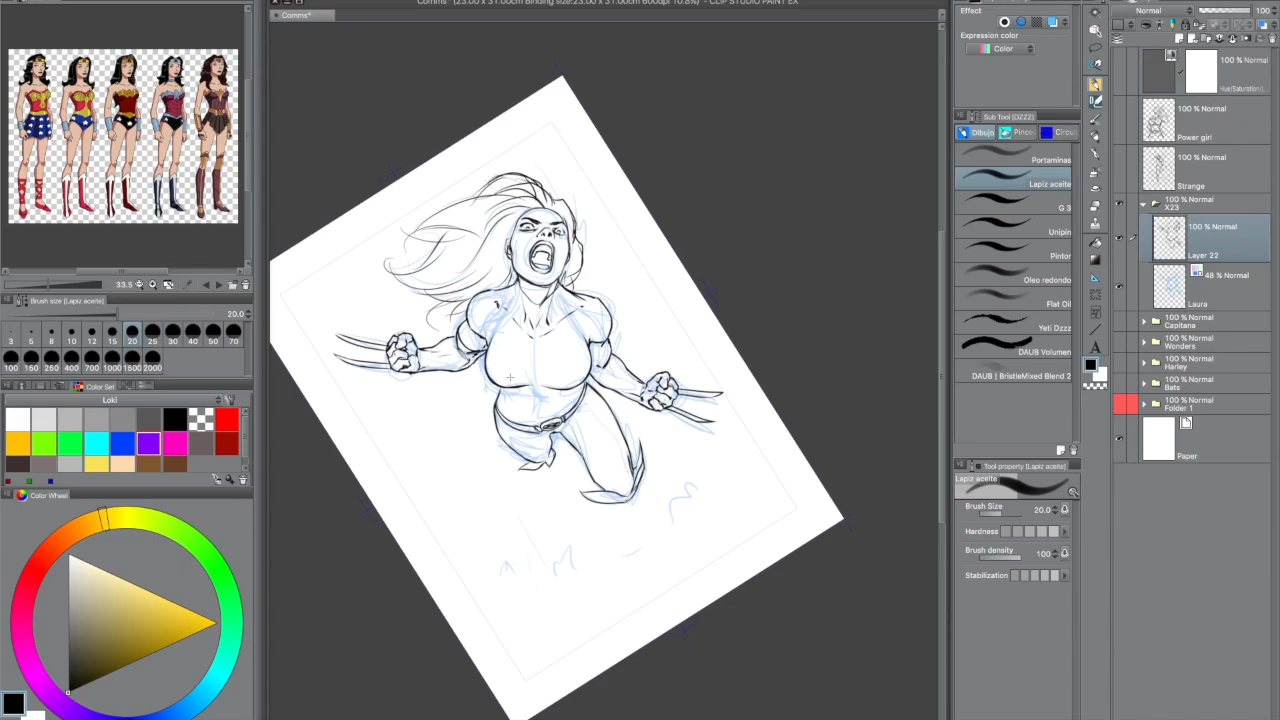 Comms* (23.00 x 31.00cm Binding size:23.00 x 31.00cm 600dpi 10.6%) - CLIP STUDIO PAINT EX
Comms*
33.5
Brush size [Lapiz aceite]
20.0
3 5 8 10 12 15 20 25 30 40 50 70
100 250 400 700 1000 1500 2000
Color Set
Loki
Color Wheel
Effect
Expression color
Color
Sub Tool [DZZZ]
Dibujo
Pince
Círcu
Portaminas
Lapiz aceite
G 3
Unipin
Pintor
Oleo redondo
Flat Oil
Yeti Dzzz
DAUB Volumen
DAUB | BristleMixed Blend 2
Tool property [Lapiz aceite]
Lapiz aceite
Brush Size
20.0
Hardness
Brush density
100
Stabilization
Normal
100
100 % Normal
Hue/Saturation/L
100 % Normal
Power girl
100 % Normal
Strange
100 % Normal
X23
100 % Normal
Layer 22
48 % Normal
Laura
100 % Normal
Capitana
100 % Normal
Wonders
100 % Normal
Harley
100 % Normal
Bats
100 % Normal
Folder 1
Paper